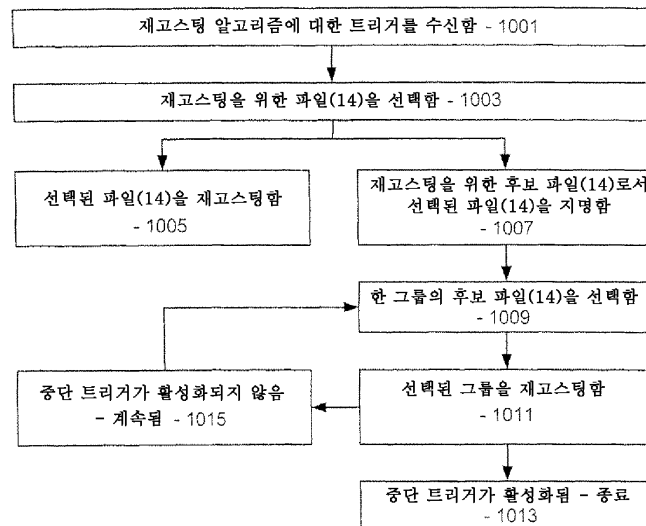 재고스팅 알고리즘에 대한 트리거를 수신함 - 1001
재고스팅을 위한 파일(14)을 선택함 - 1003
선택된 파일(14)을 재고스팅함
- 1005
재고스팅을 위한 후보 파일(14)로서
선택된 파일(14)을 지명함
- 1007
한 그룹의 후보 파일(14)을 선택함
- 1009
중단 트리거가 활성화되지 않음
- 계속됨 - 1015
선택된 그룹을 재고스팅함
- 1011
중단 트리거가 활성화됨 - 종료
- 1013